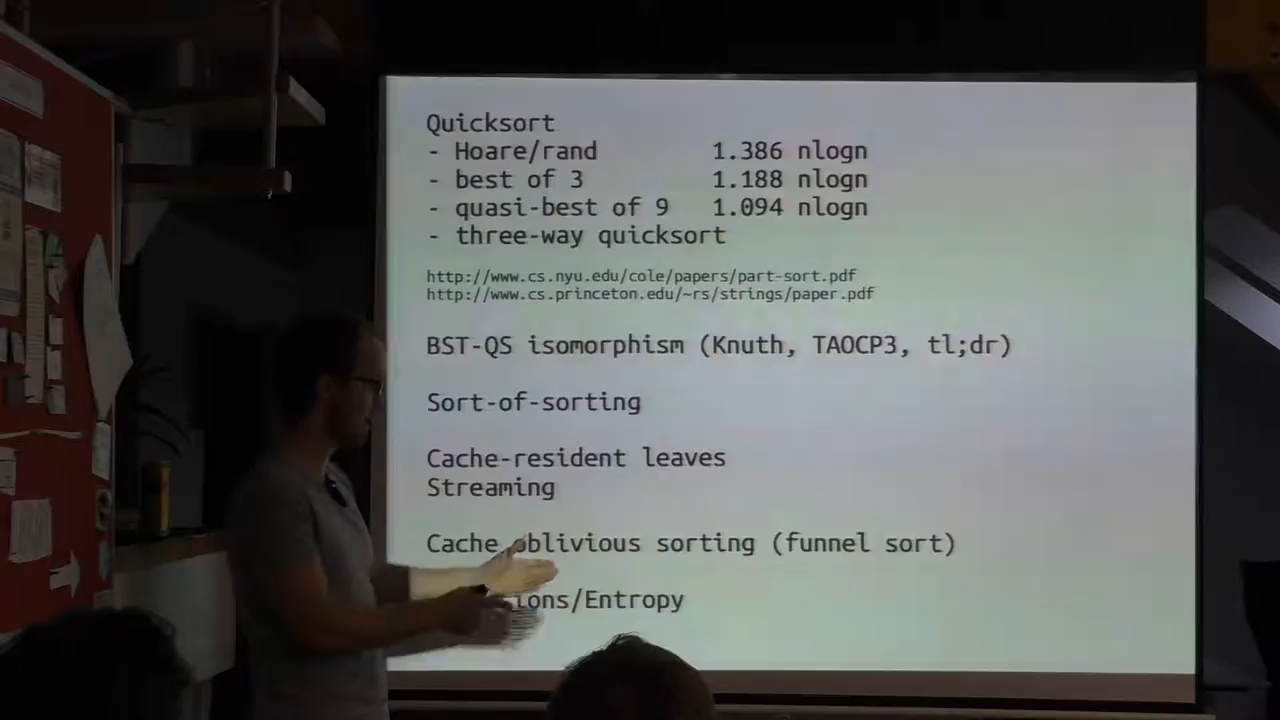 Quicksort
- Hoare/rand 1.386 nlogn
- best of 3 1.188 nlogn
- quasi-best of 9 1.094 nlogn
- three-way quicksort
http://www.cs.nyu.edu/cole/papers/part-sort.pdf
http://www.cs.princeton.edu/~rs/strings/paper.pdf
BST-QS isomorphism (Knuth, TAOCP3, tl;dr)
Sort-of-sorting
Cache-resident leaves
Streaming
Cache oblivious sorting (funnel sort)
/Entropy